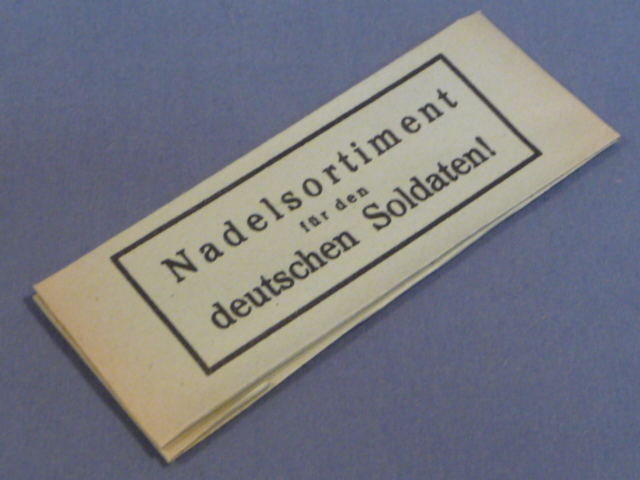 Nadelsortiment
für den
deutschen Soldaten!